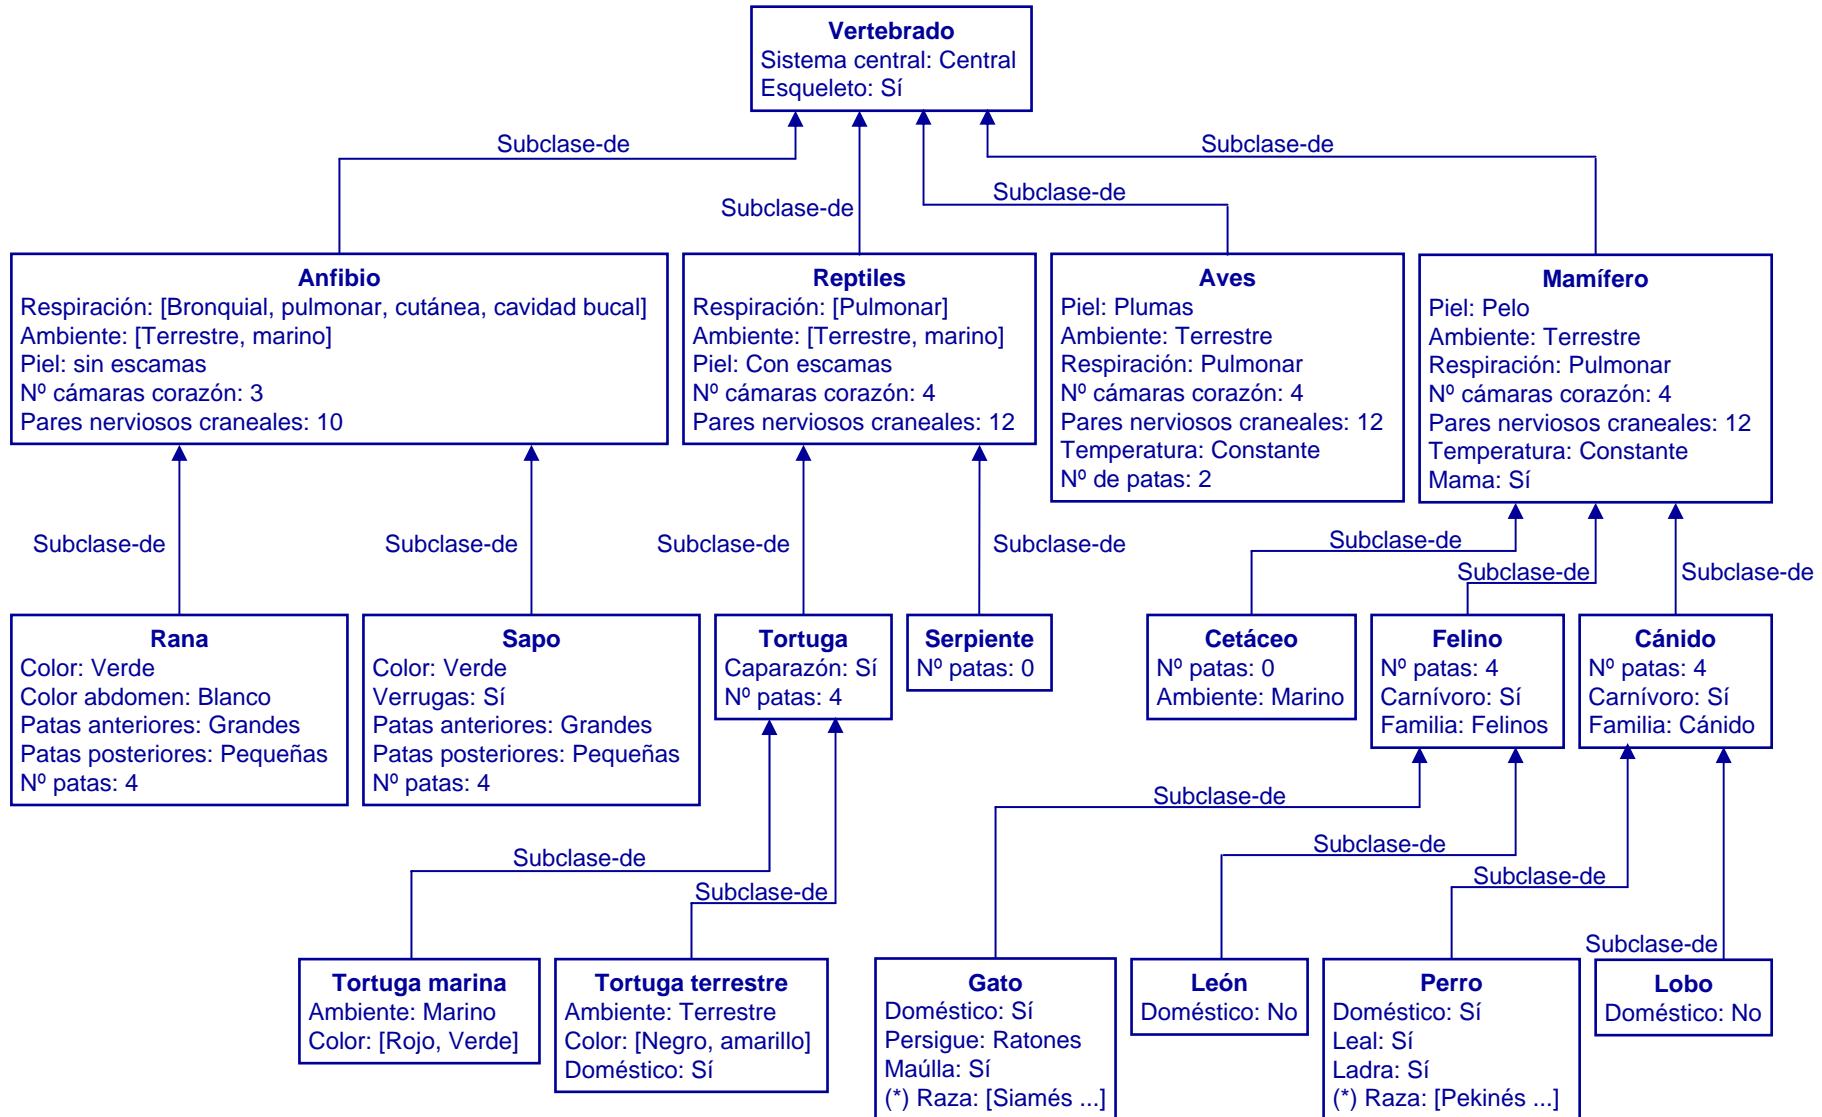 Vertebrado
Sistema central: Central
Esqueleto: Sí
Subclase-de
Subclase-de
Subclase-de
Subclase-de
Anfibio
Respiración: [Bronquial, pulmonar, cutánea, cavidad bucal]
Ambiente: [Terrestre, marino]
Piel: sin escamas
Nº cámaras corazón: 3
Pares nerviosos craneales: 10
Reptiles
Respiración: [Pulmonar]
Ambiente: [Terrestre, marino]
Piel: Con escamas
Nº cámaras corazón: 4
Pares nerviosos craneales: 12
Aves
Piel: Plumas
Ambiente: Terrestre
Respiración: Pulmonar
Nº cámaras corazón: 4
Pares nerviosos craneales: 12
Temperatura: Constante
Nº de patas: 2
Mamífero
Piel: Pelo
Ambiente: Terrestre
Respiración: Pulmonar
Nº cámaras corazón: 4
Pares nerviosos craneales: 12
Temperatura: Constante
Mama: Sí
Subclase-de
Subclase-de
Subclase-de
Subclase-de
Subclase-de
Subclase-de
Subclase-de
Rana
Color: Verde
Color abdomen: Blanco
Patas anteriores: Grandes
Patas posteriores: Pequeñas
Nº patas: 4
Sapo
Color: Verde
Verrugas: Sí
Patas anteriores: Grandes
Patas posteriores: Pequeñas
Nº patas: 4
Tortuga
Caparazón: Sí
Nº patas: 4
Serpiente
Nº patas: 0
Cetáceo
Nº patas: 0
Ambiente: Marino
Felino
Nº patas: 4
Carnívoro: Sí
Familia: Felinos
Cánido
Nº patas: 4
Carnívoro: Sí
Familia: Cánido
Subclase-de
Subclase-de
Subclase-de
Subclase-de
Subclase-de
Subclase-de
Tortuga marina
Ambiente: Marino
Color: [Rojo, Verde]
Tortuga terrestre
Ambiente: Terrestre
Color: [Negro, amarillo]
Doméstico: Sí
Gato
Doméstico: Sí
Persigue: Ratones
Maúlla: Sí
(*) Raza: [Siamés ...]
León
Doméstico: No
Perro
Doméstico: Sí
Leal: Sí
Ladra: Sí
(*) Raza: [Pekinés ...]
Lobo
Doméstico: No